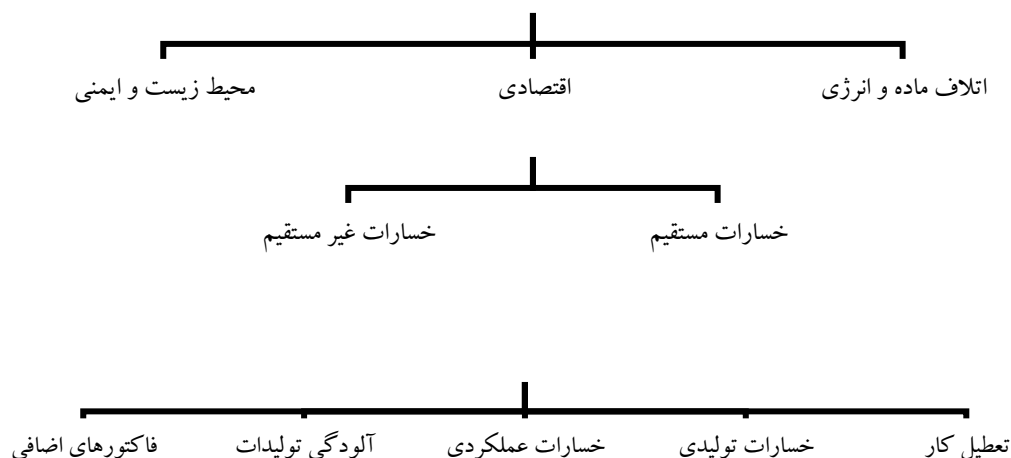 اتلاف ماده و انرژی
اقتصادی
محیط زیست و ایمنی
خسارات مستقیم
خسارات غیر مستقیم
تعطیل کار
خسارات تولیدی
خسارات عملکردی
آلودگی تولیدات
فاکتورهای اضافی